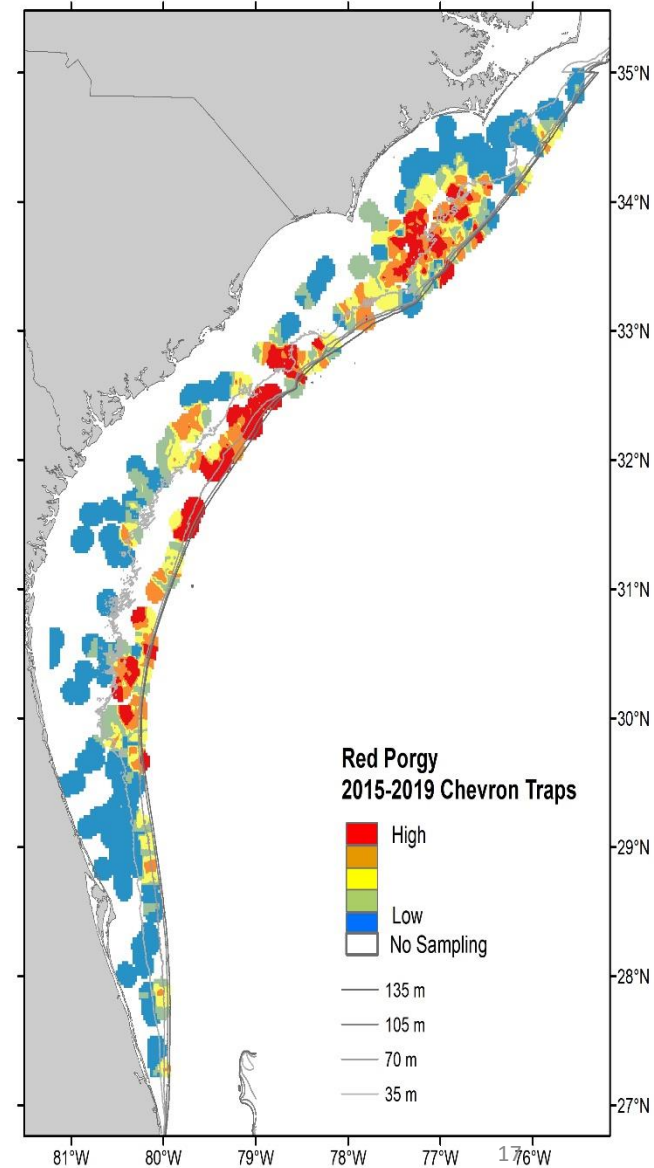 35°N
34°N
33°N
32°N
31°N
30°N
29°N
28°N
27°N
Red Porgy
2015-2019 Chevron Traps
High
Low
No Sampling
135 m
105 m
70 m
35 m
81°W 80°W 79°W 78°W 77°W 76°W
17